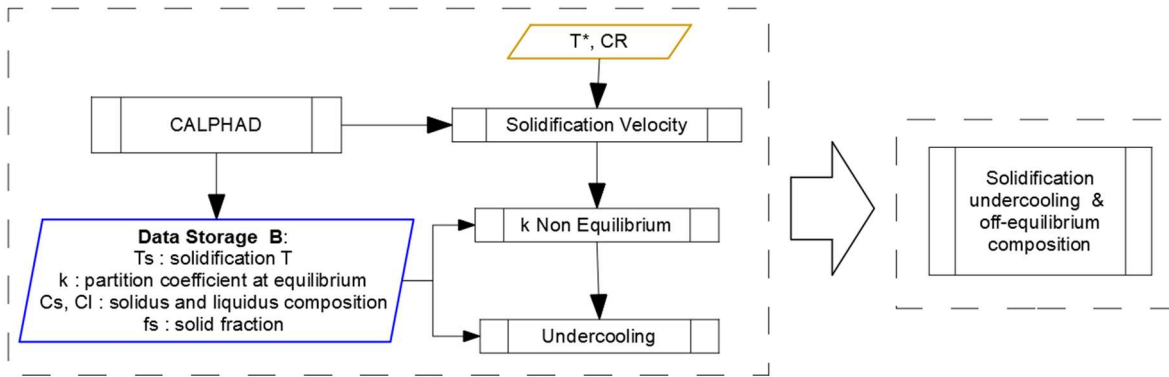 T*, CR
CALPHAD
Solidification Velocity
Data Storage B:
Ts : solidification T
k : partition coefficient at equilibrium
Cs, Cl : solidus and liquidus composition
fs : solid fraction
k Non Equilibrium
Undercooling
Solidification
undercooling &
off-equilibrium
composition